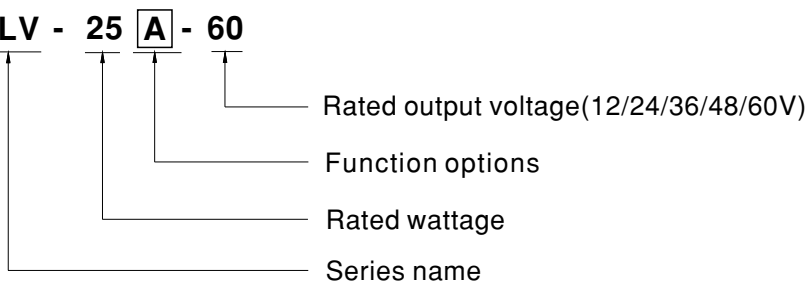 LV - 25 A - 60
Rated output voltage(12/24/36/48/60V)
Function options
Rated wattage
Series name